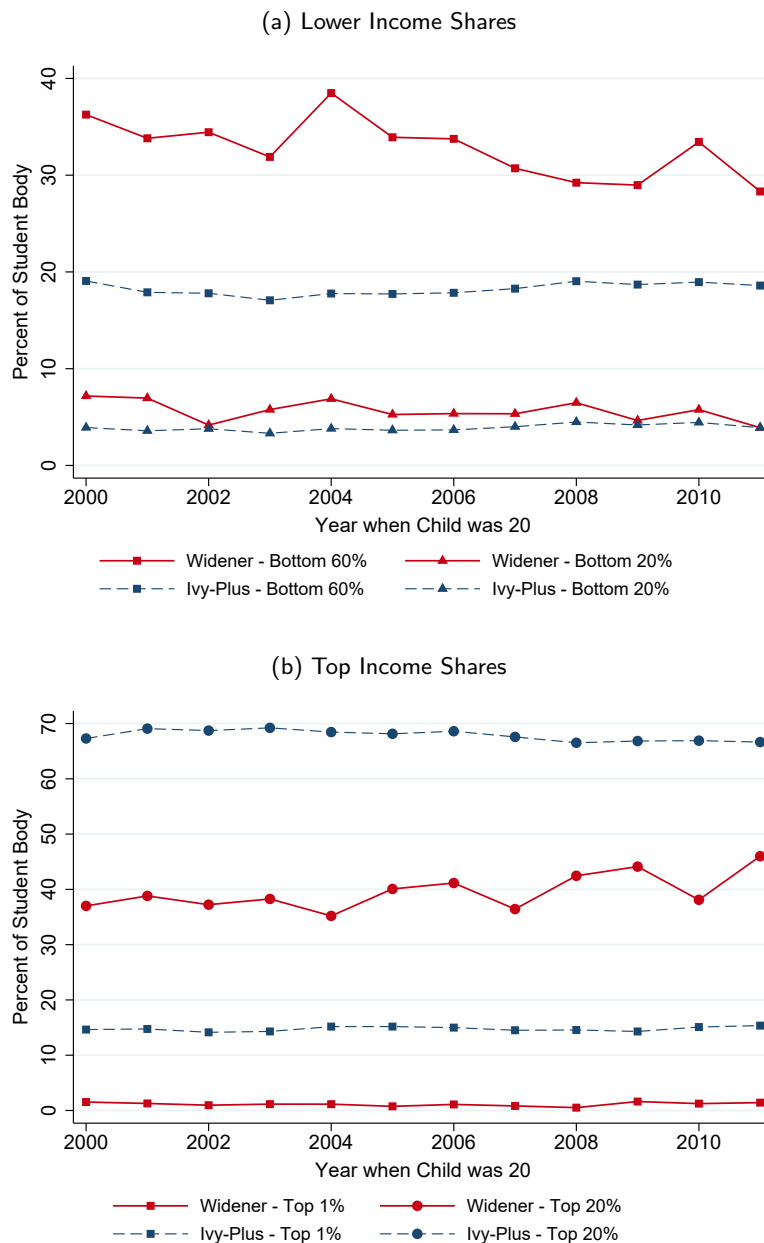 (a) Lower Income Shares
Percent of Student Body
40
30
20
10
0
2000 2002 2004 2006 2008 2010
Year when Child was 20
Widener - Bottom 60% Widener - Bottom 20%
Ivy-Plus - Bottom 60% Ivy-Plus - Bottom 20%
(b) Top Income Shares
Percent of Student Body
70
60
50
40
30
20
10
0
2000 2002 2004 2006 2008 2010
Year when Child was 20
Widener - Top 1% Widener - Top 20%
Ivy-Plus - Top 1% Ivy-Plus - Top 20%